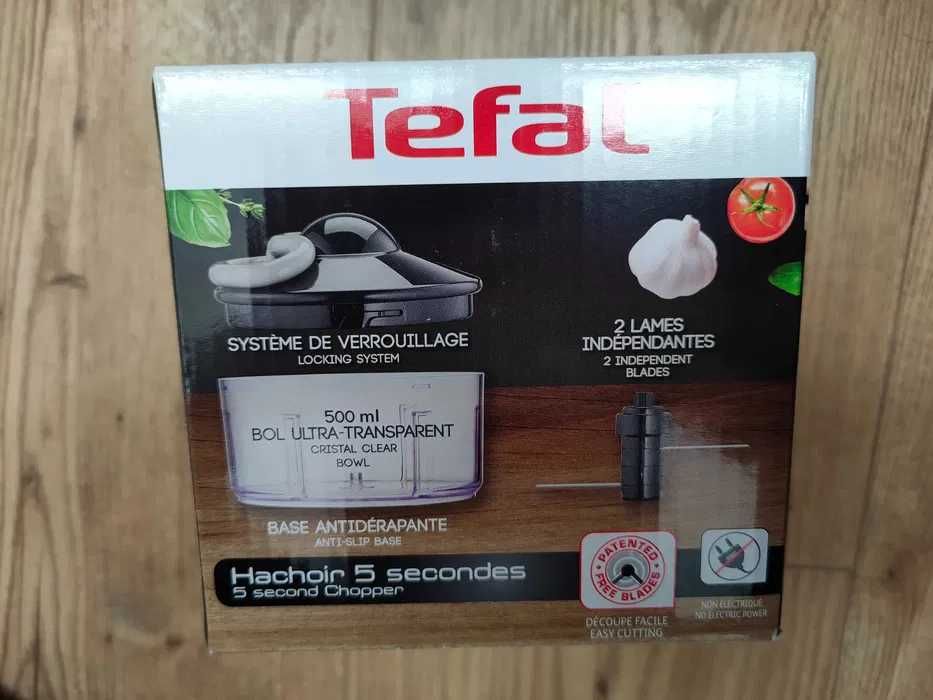 Tefal
SYSTÈME DE VERROUILLAGE
LOCKING SYSTEM
2 LAMES
INDÉPENDANTES
2 INDEPENDENT
BLADES
500 ml
BOL ULTRA-TRANSPARENT
CRISTAL CLEAR
BOWL
BASE ANTIDÉRAPANTE
ANTI-SLIP BASE
Hachoir 5 secondes
5 second Chopper
PATENTED
FREE BLADES
DÉCOUPE FACILE
EASY CUTTING
NON ÉLECTRIQUE
NO ELECTRIC POWER